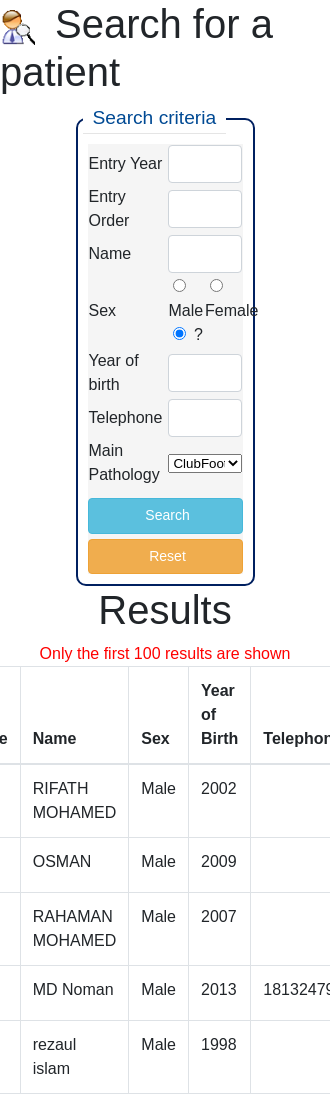 Search for a
patient
Search criteria
Entry Year
Entry
Order
Name
Sex
Male Female
?
Year of
birth
Telephone
Main
Pathology
ClubFoo
Search
Reset
Results
Only the first 100 results are shown
e Name Sex Year of Birth Telephon
RIFATH
MOHAMED Male 2002
OSMAN Male 2009
RAHAMAN
MOHAMED Male 2007
MD Noman Male 2013 18132479
rezaul
islam Male 1998